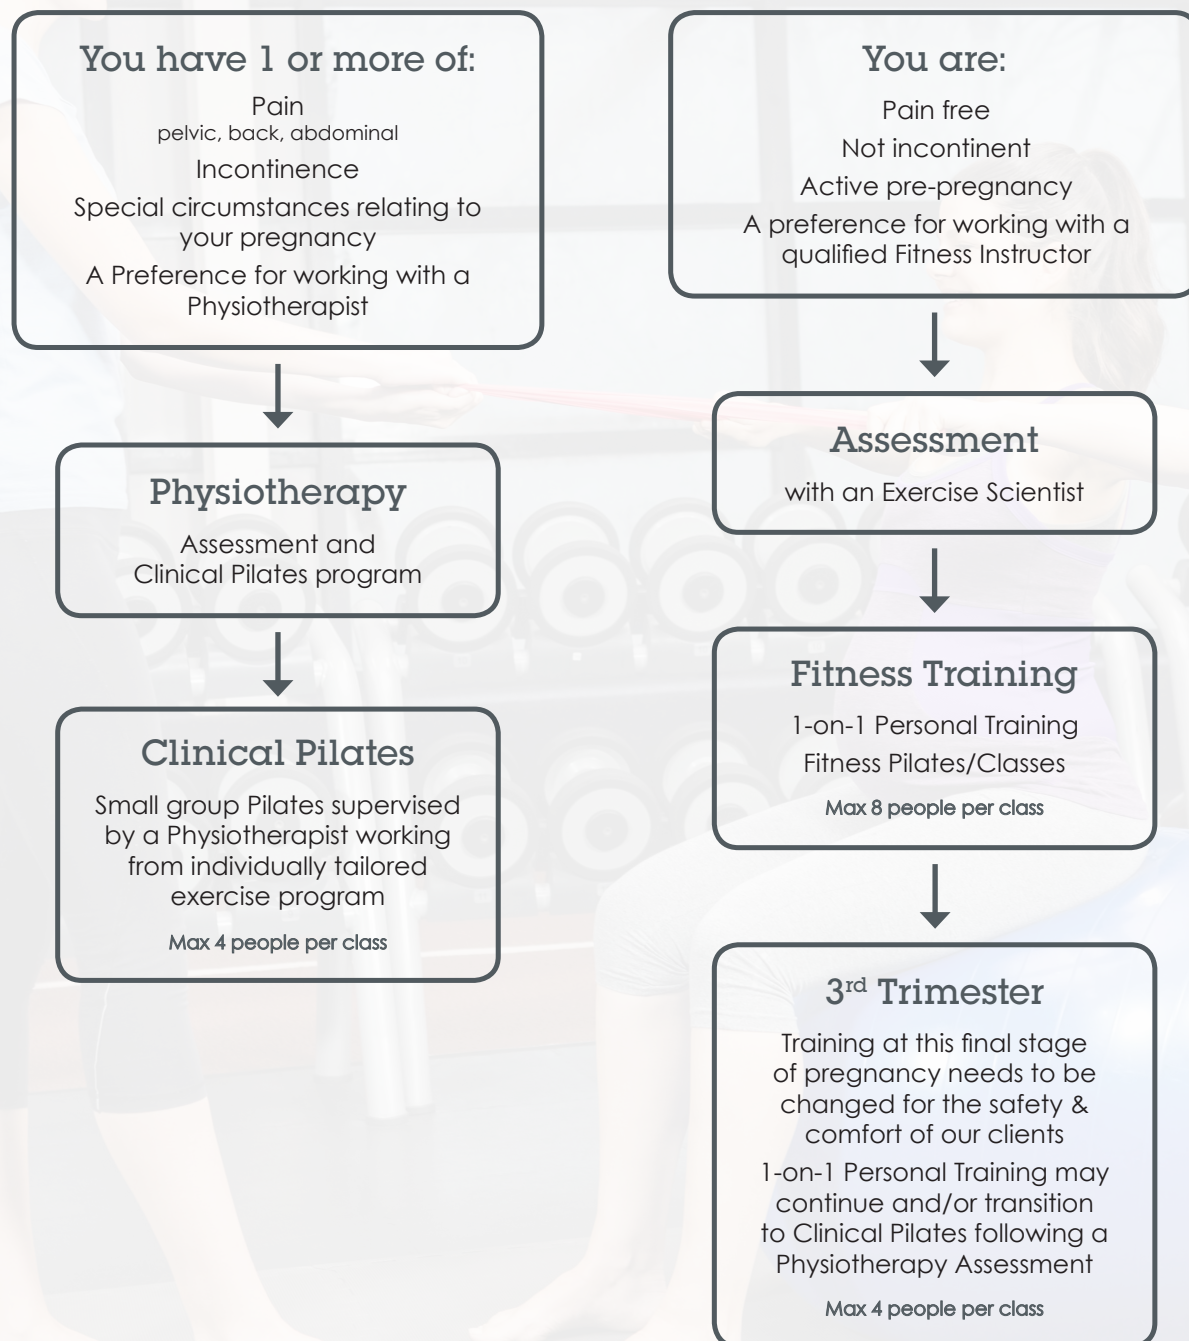 You have 1 or more of:
Pain
pelvic, back, abdominal
Incontinence
Special circumstances relating to
your pregnancy
A Preference for working with a
Physiotherapist
Physiotherapy
Assessment and
Clinical Pilates program
Clinical Pilates
Small group Pilates supervised
by a Physiotherapist working
from individually tailored
exercise program
Max 4 people per class
You are:
Pain free
Not incontinent
Active pre-pregnancy
A preference for working with a
qualified Fitness Instructor
Assessment
with an Exercise Scientist
Fitness Training
1-on-1 Personal Training
Fitness Pilates/Classes
Max 8 people per class
3rd Trimester
Training at this final stage
of pregnancy needs to be
changed for the safety &
comfort of our clients
1-on-1 Personal Training may
continue and/or transition
to Clinical Pilates following a
Physiotherapy Assessment
Max 4 people per class